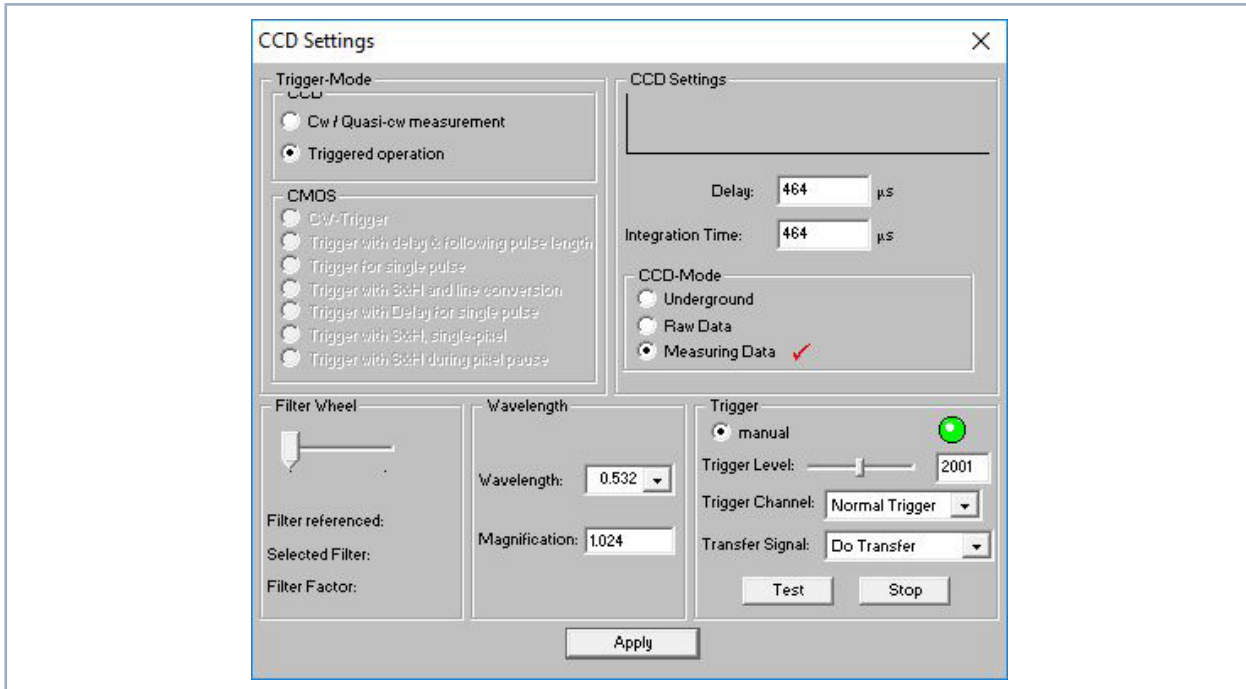 CCD Settings
Trigger-Mode
CCD
Cw / Quasi-cw measurement
Triggered operation
CMOS
CW-Trigger
Trigger with delay & following pulse length
Trigger for single pulse
Trigger with S&H and line conversion
Trigger with Delay for single pulse
Trigger with S&H, single-pixel
Trigger with S&H during pixel pause
CCD Settings
Delay: 464 µs
Integration Time: 464 µs
CCD-Mode
Underground
Raw Data
Measuring Data
Filter Wheel
Filter referenced:
Selected Filter:
Filter Factor:
Wavelength
Wavelength: 0.532
Magnification: 1.024
Trigger
manual
Trigger Level: 2001
Trigger Channel: Normal Trigger
Transfer Signal: Do Transfer
Test Stop
Apply